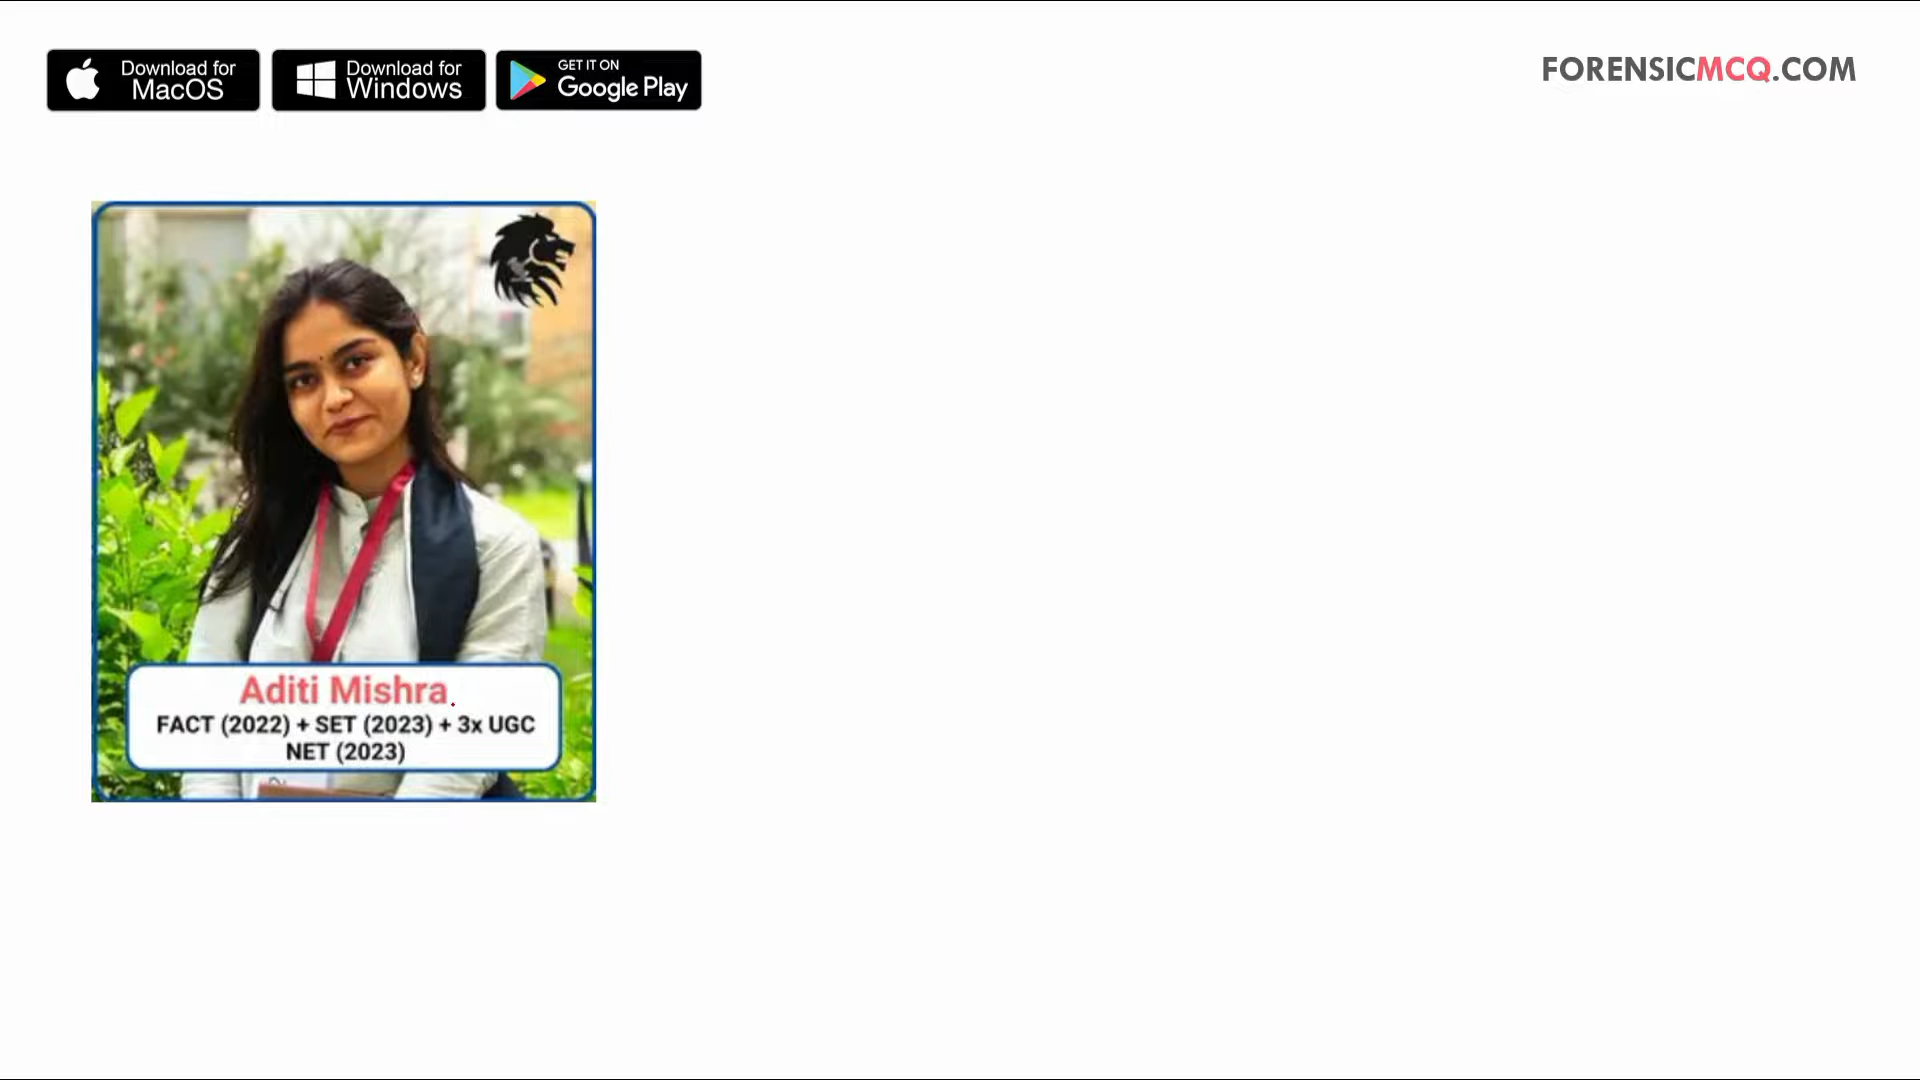 Download for
MacOS
Download for
Windows
GET IT ON
Google Play
FORENSICMCQ.COM
Aditi Mishra
FACT (2022) + SET (2023) + 3x UGC
NET (2023)